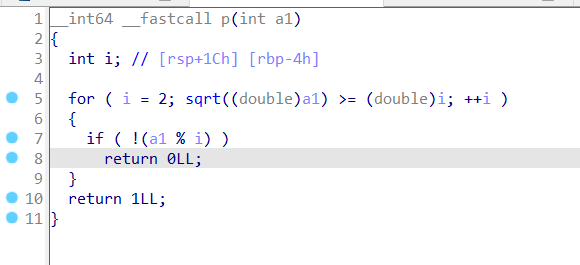 1 __int64 __fastcall p(int a1)
2 {
3 int i; // [rsp+1Ch] [rbp-4h]
4
5 for ( i = 2; sqrt((double)a1) >= (double)i; ++i )
6 {
7 if ( !(a1 % i) )
8 return 0LL;
9 }
10 return 1LL;
11 }